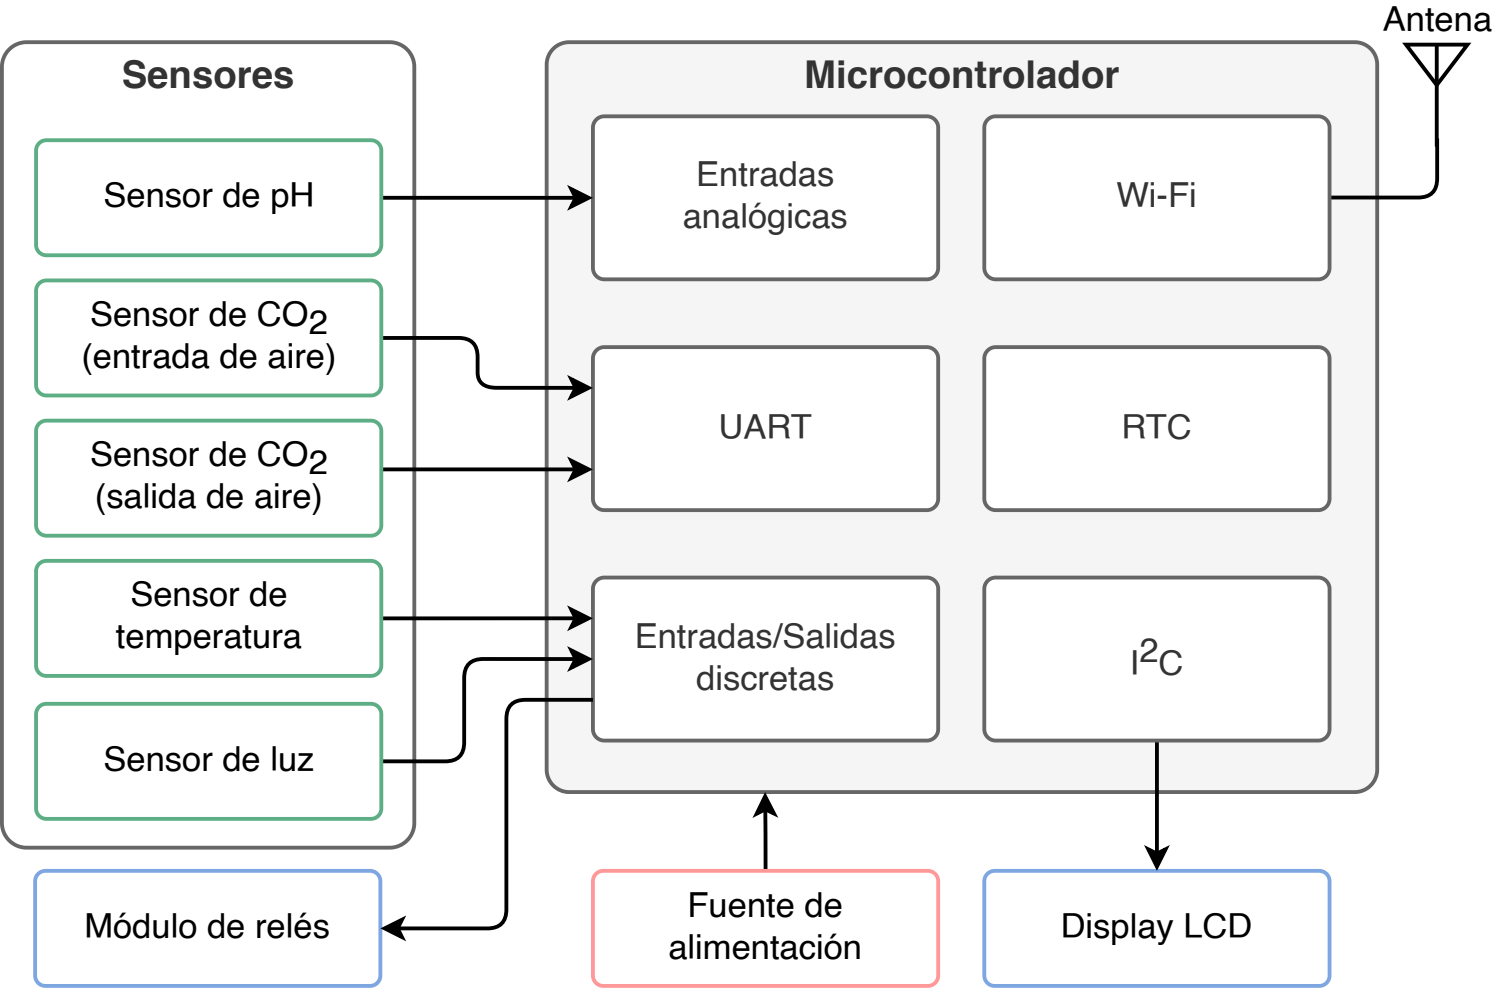 Antena
Sensores
Sensor de pH
Sensor de CO₂
(entrada de aire)
Sensor de CO₂
(salida de aire)
Sensor de
temperatura
Sensor de luz
Módulo de relés
Microcontrolador
Entradas
analógicas
Wi-Fi
UART
RTC
Entradas/Salidas
discretas
I²C
Fuente de
alimentación
Display LCD